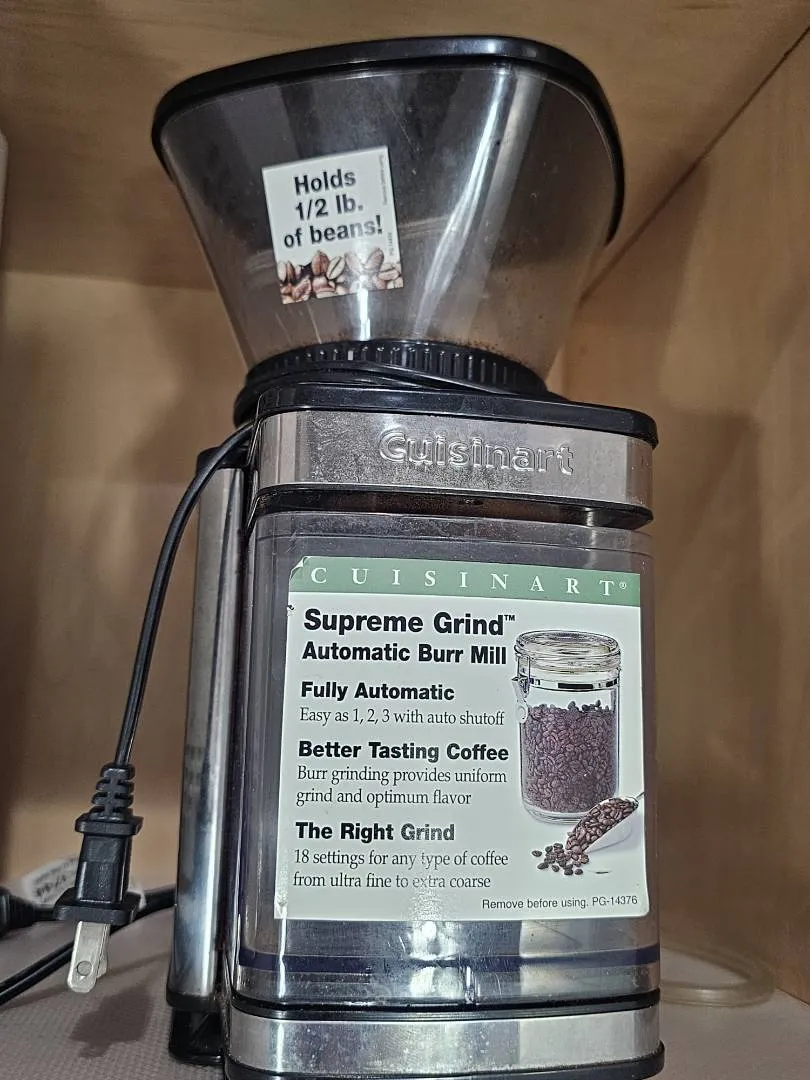 Holds
1/2 lb.
of beans!
Cuisinart
CUISINART®
Supreme Grind™
Automatic Burr Mill
Fully Automatic
Easy as 1, 2, 3 with auto shutoff
Better Tasting Coffee
Burr grinding provides uniform
grind and optimum flavor
The Right Grind
18 settings for any type of coffee
from ultra fine to extra coarse
Remove before using. PG-14376